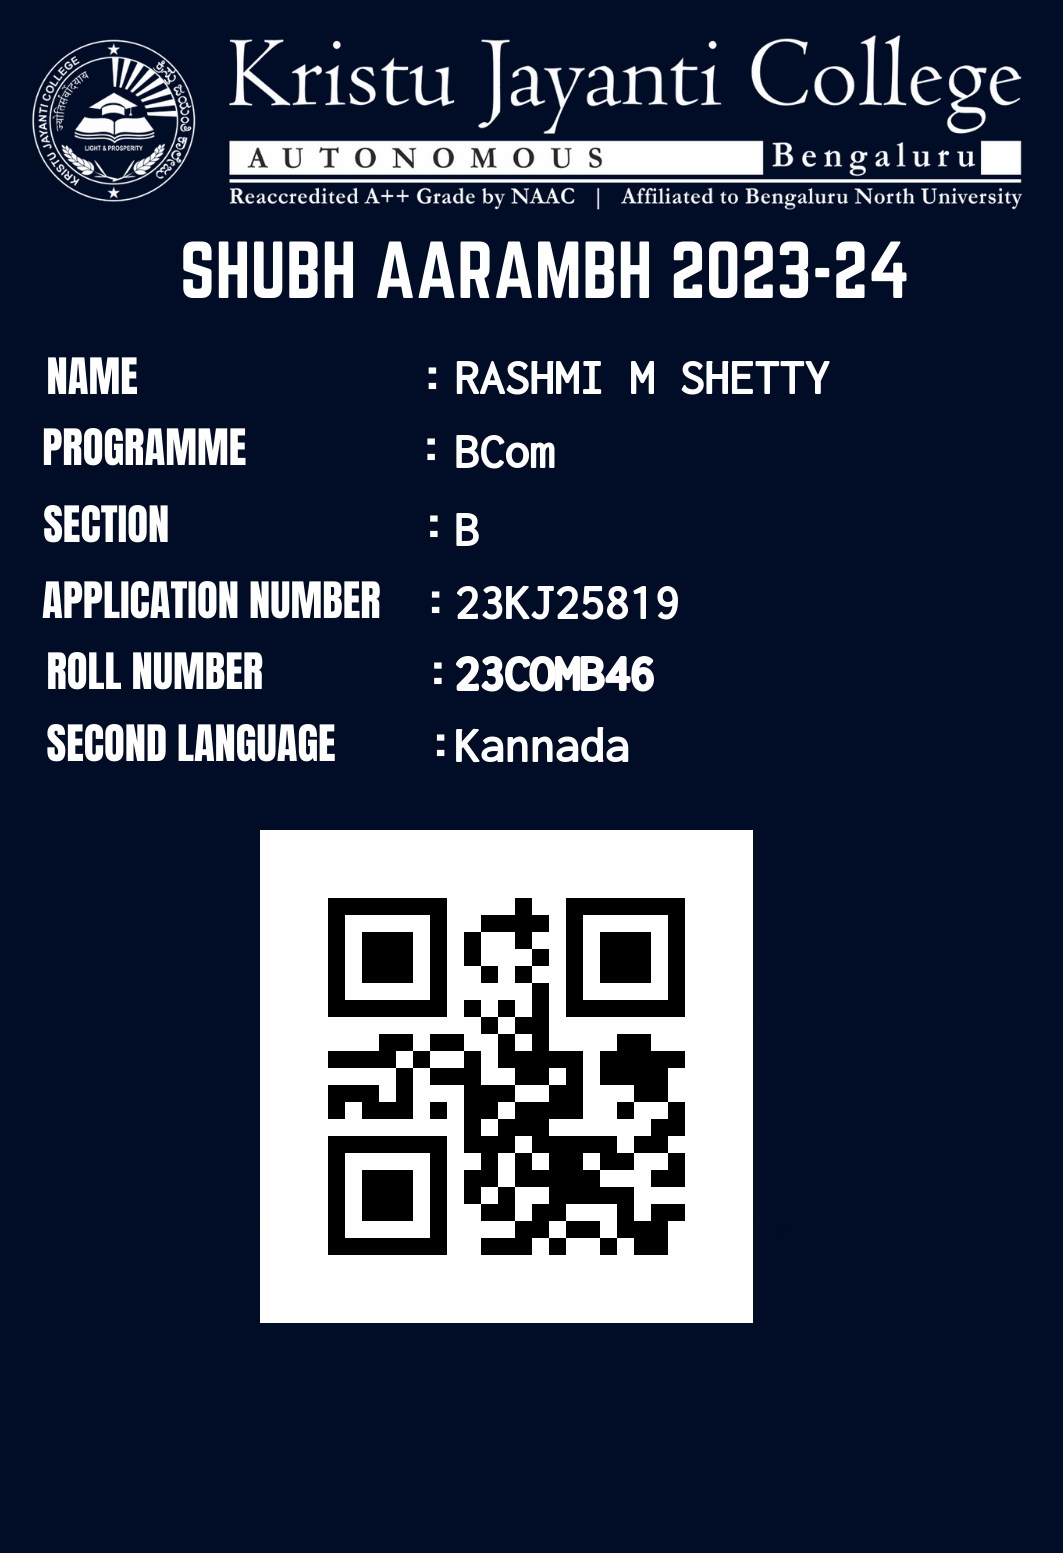 KRISTU JAYANTI COLLEGE
ಕ್ರಿಸ್ತು ಜಯಂತಿ ಕಾಲೇಜು
LIGHT & PROSPERITY
Kristu Jayanti College
AUTONOMOUS Bengaluru
Reaccredited A++ Grade by NAAC | Affiliated to Bengaluru North University
SHUBH AARAMBH 2023-24
NAME : RASHMI M SHETTY
PROGRAMME : BCom
SECTION : B
APPLICATION NUMBER : 23KJ25819
ROLL NUMBER : 23COMB46
SECOND LANGUAGE : Kannada